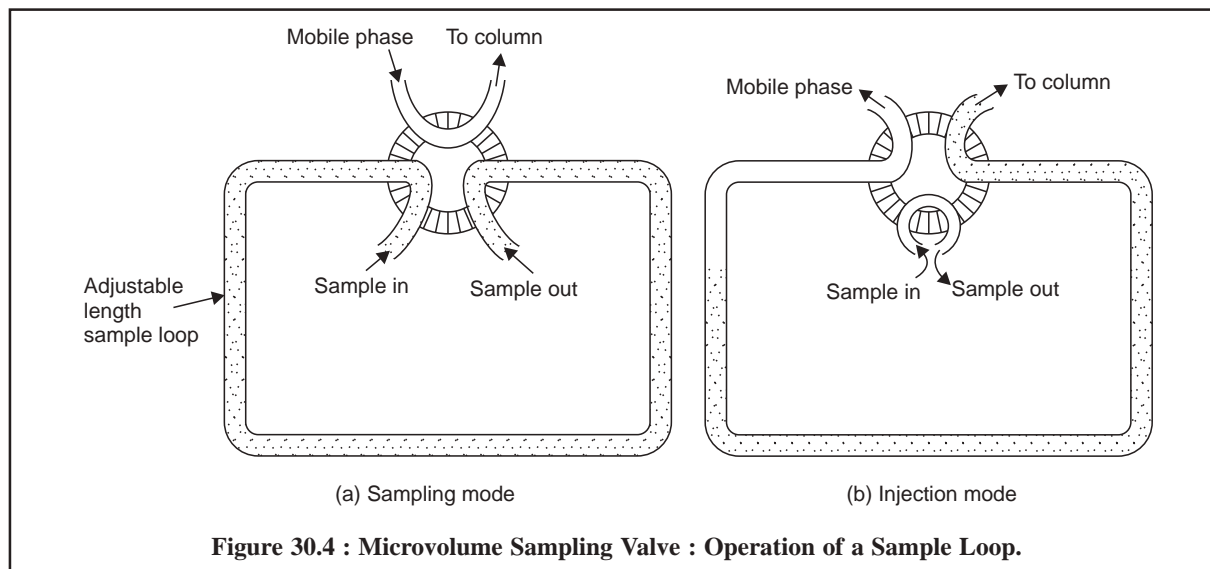 Mobile phase
To column
Sample in
Sample out
Adjustable
length
sample loop
(a) Sampling mode
Mobile phase
To column
Sample in
Sample out
(b) Injection mode
Figure 30.4 : Microvolume Sampling Valve : Operation of a Sample Loop.